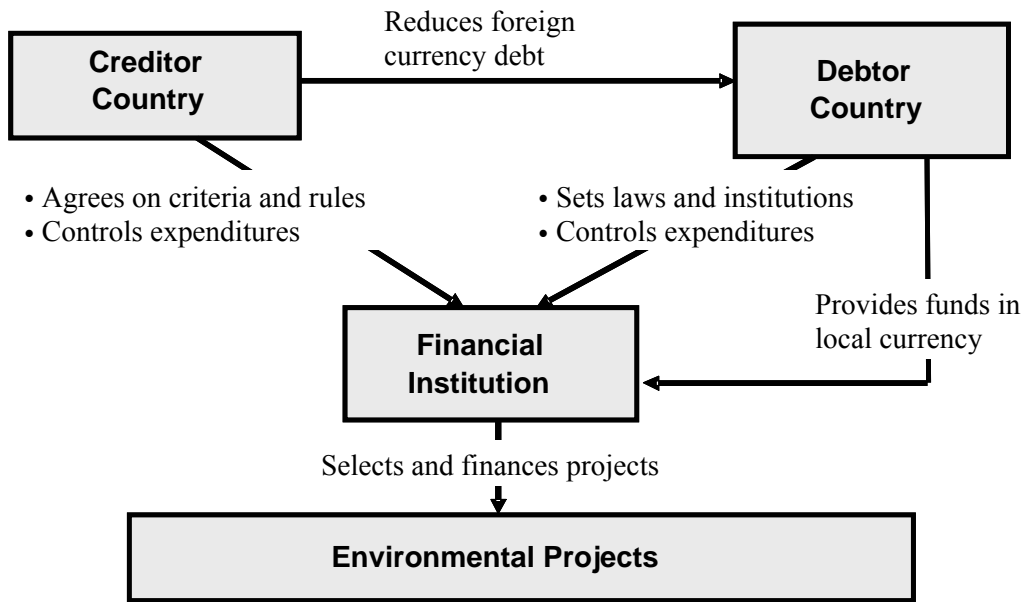 Reduces foreign
currency debt
Creditor
Country
Debtor
Country
• Agrees on criteria and rules
• Controls expenditures
• Sets laws and institutions
• Controls expenditures
Provides funds in
local currency
Financial
Institution
Selects and finances projects
Environmental Projects